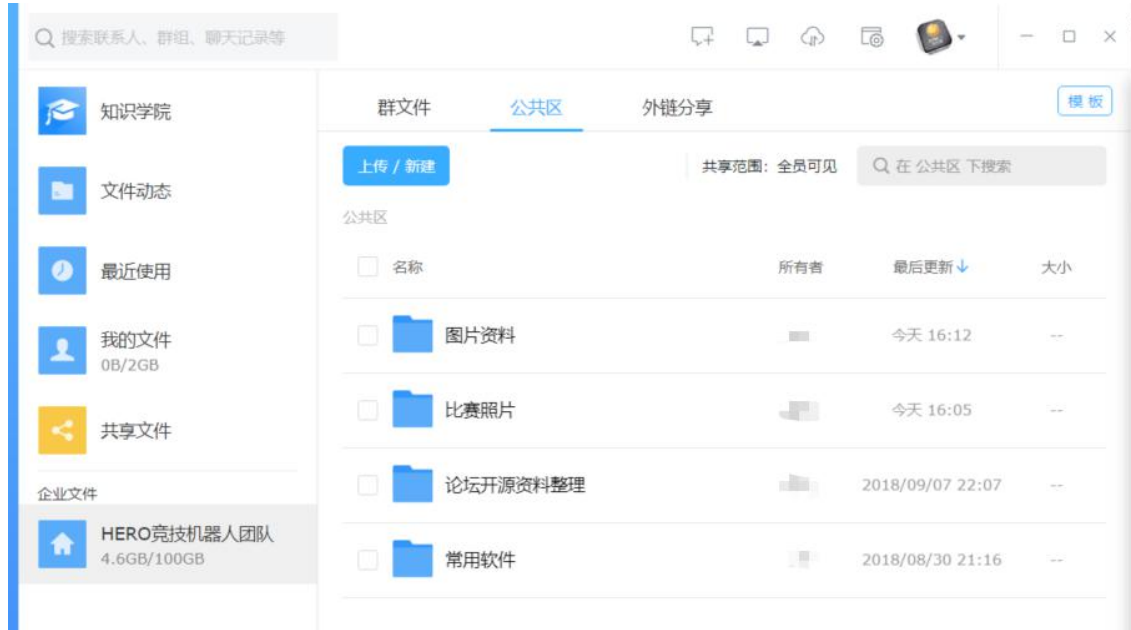 搜索联系人、群组、聊天记录等
知识学院
文件动态
最近使用
我的文件
0B/2GB
共享文件
企业文件
HERO竞技机器人团队
4.6GB/100GB
群文件 公共区 外链分享 模板
上传 / 新建 共享范围：全员可见 在 公共区 下搜索
公共区
名称 所有者 最后更新 大小
图片资料 今天 16:12 --
比赛照片 今天 16:05 --
论坛开源资料整理 2018/09/07 22:07 --
常用软件 2018/08/30 21:16 --